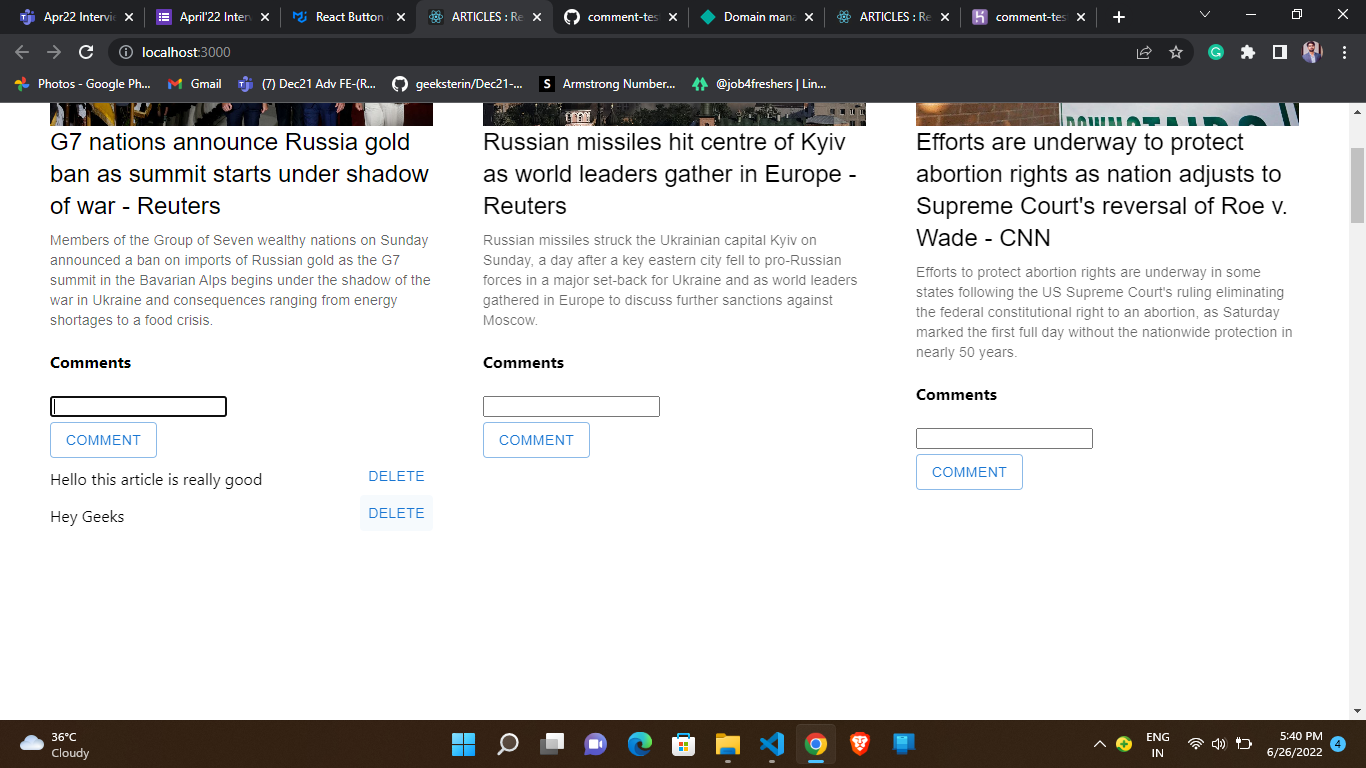 Apr22 Intervie
April'22 Inter
React Button
ARTICLES : Re
comment-tes
Domain mana
ARTICLES : Re
comment-tes
localhost:3000
Photos - Google Ph...
Gmail
(7) Dec21 Adv FE-(R...
geeksterin/Dec21-...
S
Armstrong Number...
@job4freshers | Lin...
DOWNSTAIRS
G7 nations announce Russia gold
ban as summit starts under shadow
of war - Reuters
Members of the Group of Seven wealthy nations on Sunday
announced a ban on imports of Russian gold as the G7
summit in the Bavarian Alps begins under the shadow of the
war in Ukraine and consequences ranging from energy
shortages to a food crisis.
Comments
COMMENT
Hello this article is really good
DELETE
Hey Geeks
DELETE
Russian missiles hit centre of Kyiv
as world leaders gather in Europe -
Reuters
Russian missiles struck the Ukrainian capital Kyiv on
Sunday, a day after a key eastern city fell to pro-Russian
forces in a major set-back for Ukraine and as world leaders
gathered in Europe to discuss further sanctions against
Moscow.
Comments
COMMENT
Efforts are underway to protect
abortion rights as nation adjusts to
Supreme Court's reversal of Roe v.
Wade - CNN
Efforts to protect abortion rights are underway in some
states following the US Supreme Court's ruling eliminating
the federal constitutional right to an abortion, as Saturday
marked the first full day without the nationwide protection in
nearly 50 years.
Comments
COMMENT
36°C
Cloudy
ENG
IN
5:40 PM
6/26/2022
4